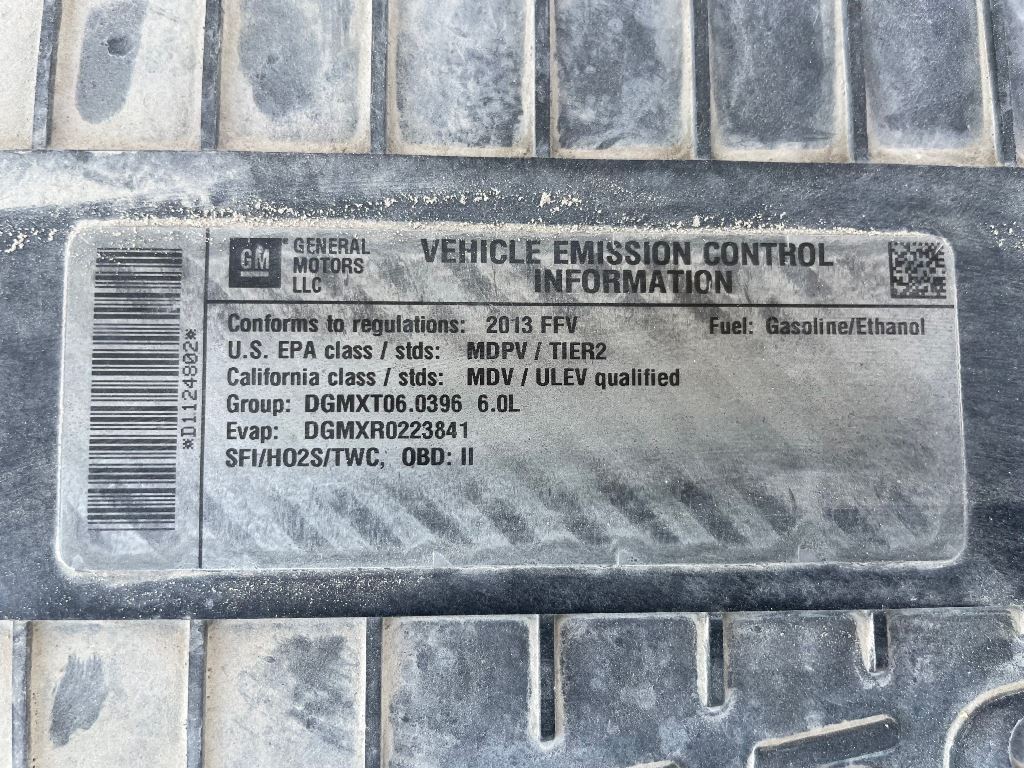 *D1124802*
GM
GENERAL
MOTORS
LLC
VEHICLE EMISSION CONTROL
INFORMATION
Conforms to regulations: 2013 FFV
Fuel: Gasoline/Ethanol
U.S. EPA class / stds: MDPV / TIER2
California class / stds: MDV / ULEV qualified
Group: DGMXT06.0396 6.0L
Evap: DGMXR0223841
SFI/HO2S/TWC, OBD: II